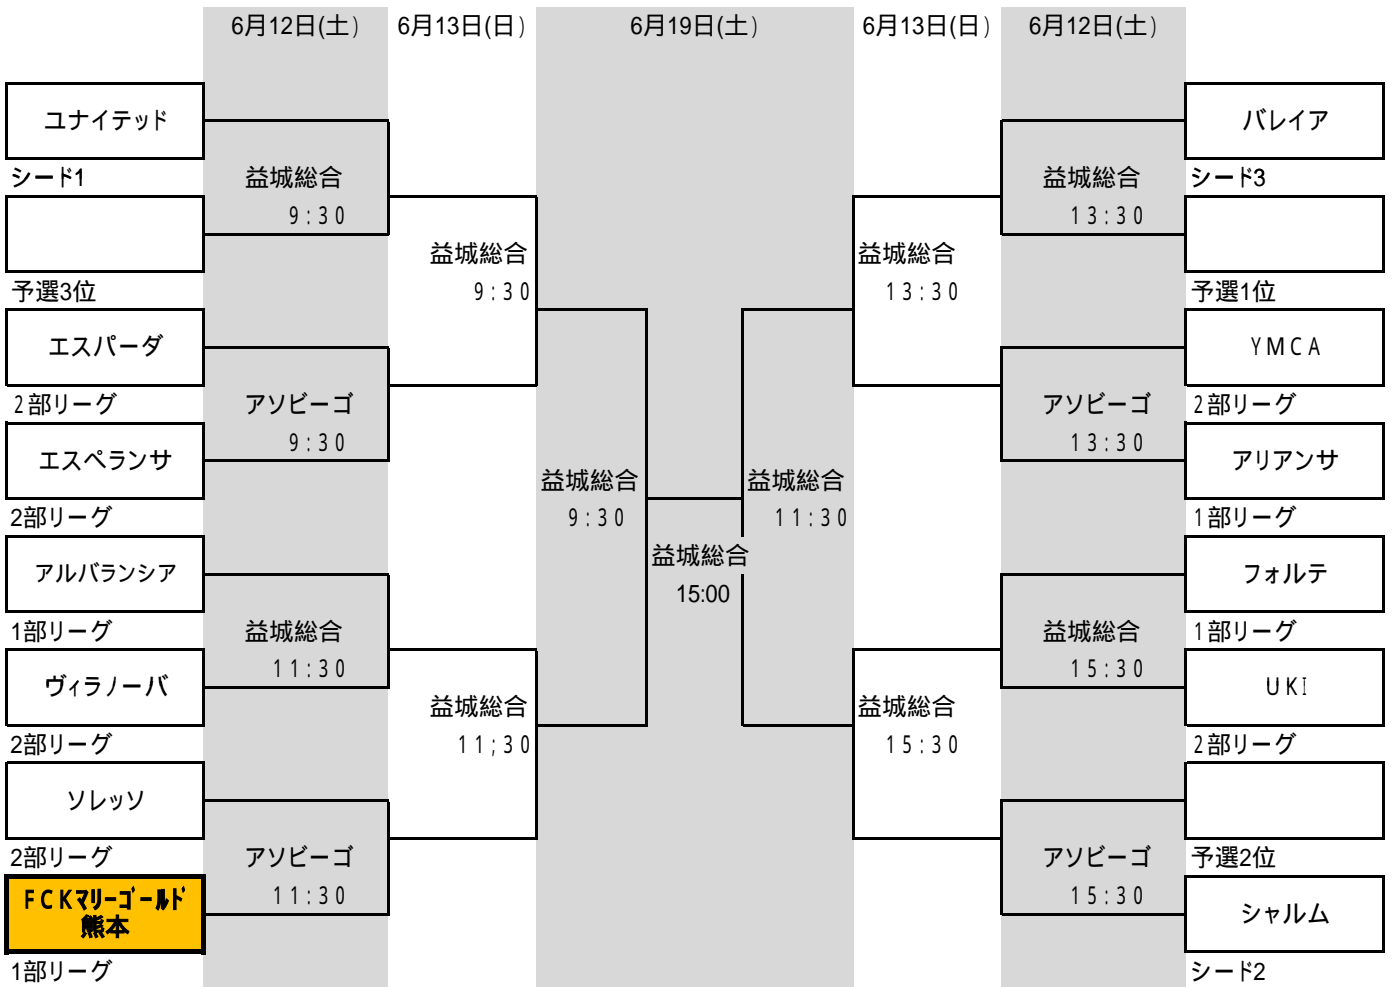 6月12日(土) 6月13日(日) 6月19日(土) 6月13日(日) 6月12日(土)
ユナイテッド バレイア
シード1 益城総合 益城総合 シード3
9:30 13:30
益城総合 益城総合
予選3位 9:30 13:30 予選1位
エスパーダ YMCA
2部リーグ アソビーゴ アソビーゴ 2部リーグ
9:30 13:30
エスペランサ アリアンサ
益城総合 益城総合
2部リーグ 9:30 11:30 1部リーグ
益城総合
アルバランシア フォルテ
15:00
1部リーグ 益城総合 益城総合 1部リーグ
11:30 15:30
ヴィラノーバ UKI
益城総合 益城総合
2部リーグ 11;30 15:30 2部リーグ
ソレッソ
2部リーグ アソビーゴ アソビーゴ 予選2位
11:30 15:30
FCKマリーゴールド
熊本 シャルム
1部リーグ シード2